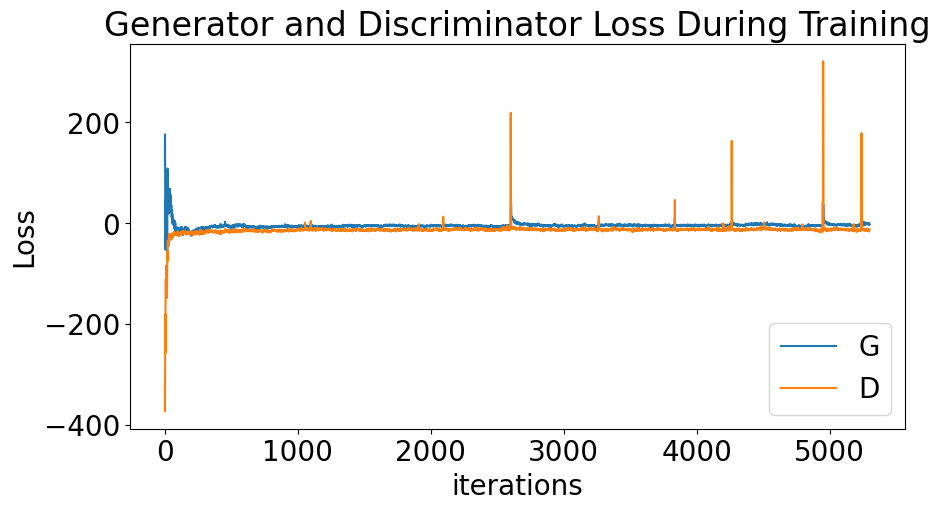 Generator and Discriminator Loss During Training
Loss
200
0
−200
−400
G
D
0 1000 2000 3000 4000 5000
iterations